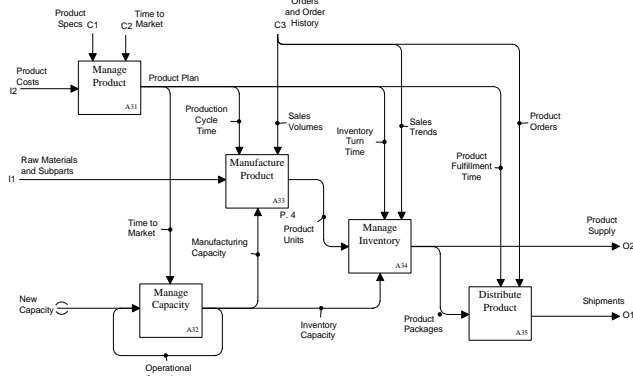 Orders
and Order
History
C3
Product
Specs
C1
C2
Time to
Market
Product
Costs
I2
Manage
Product
A31
Product Plan
Production
Cycle
Time
Sales
Volumes
Inventory
Turn
Time
Sales
Trends
Product
Orders
Raw Materials
and Subparts
I1
Manufacture
Product
A33
P. 4
Product
Fulfillment
Time
Time to
Market
Manufacturing
Capacity
Product
Units
Manage
Inventory
A34
Product
Supply
O2
New
Capacity
Manage
Capacity
A32
Inventory
Capacity
Product
Packages
Distribute
Product
A35
Shipments
O1
Operational